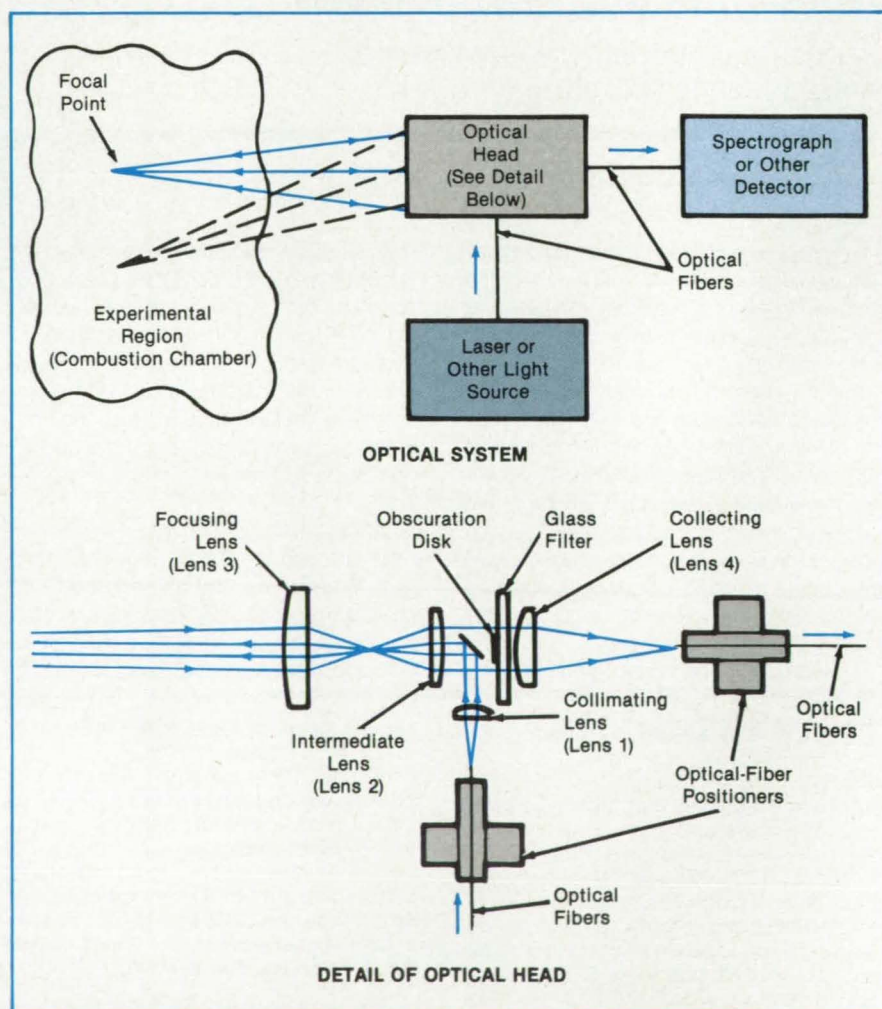 Focal
Point
Optical
Head
(See Detail
Below)
Spectrograph
or Other
Detector
Optical
Fibers
Experimental
Region
(Combustion Chamber)
Laser or
Other Light
Source
OPTICAL SYSTEM
Focusing
Lens
(Lens 3)
Obscuration
Disk
Glass
Filter
Collecting
Lens
(Lens 4)
Intermediate
Lens
(Lens 2)
Collimating
Lens
(Lens 1)
Optical
Fibers
Optical-Fiber
Positioners
Optical
Fibers
DETAIL OF OPTICAL HEAD